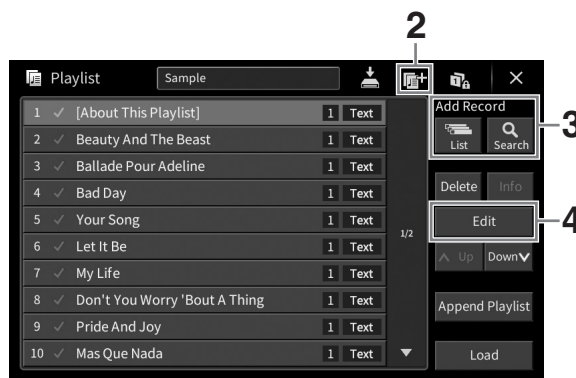 2
Playlist Sample
Add Record
1 [About This Playlist] 1 Text
2 Beauty And The Beast 1 Text
3 Ballade Pour Adeline 1 Text
4 Bad Day 1 Text
5 Your Song 1 Text
6 Let It Be 1 Text
7 My Life 1 Text
8 Don't You Worry 'Bout A Thing 1 Text
9 Pride And Joy 1 Text
10 Mas Que Nada 1 Text
1/2
List Search
3
Delete Info
Edit
4
Up Down
Append Playlist
Load